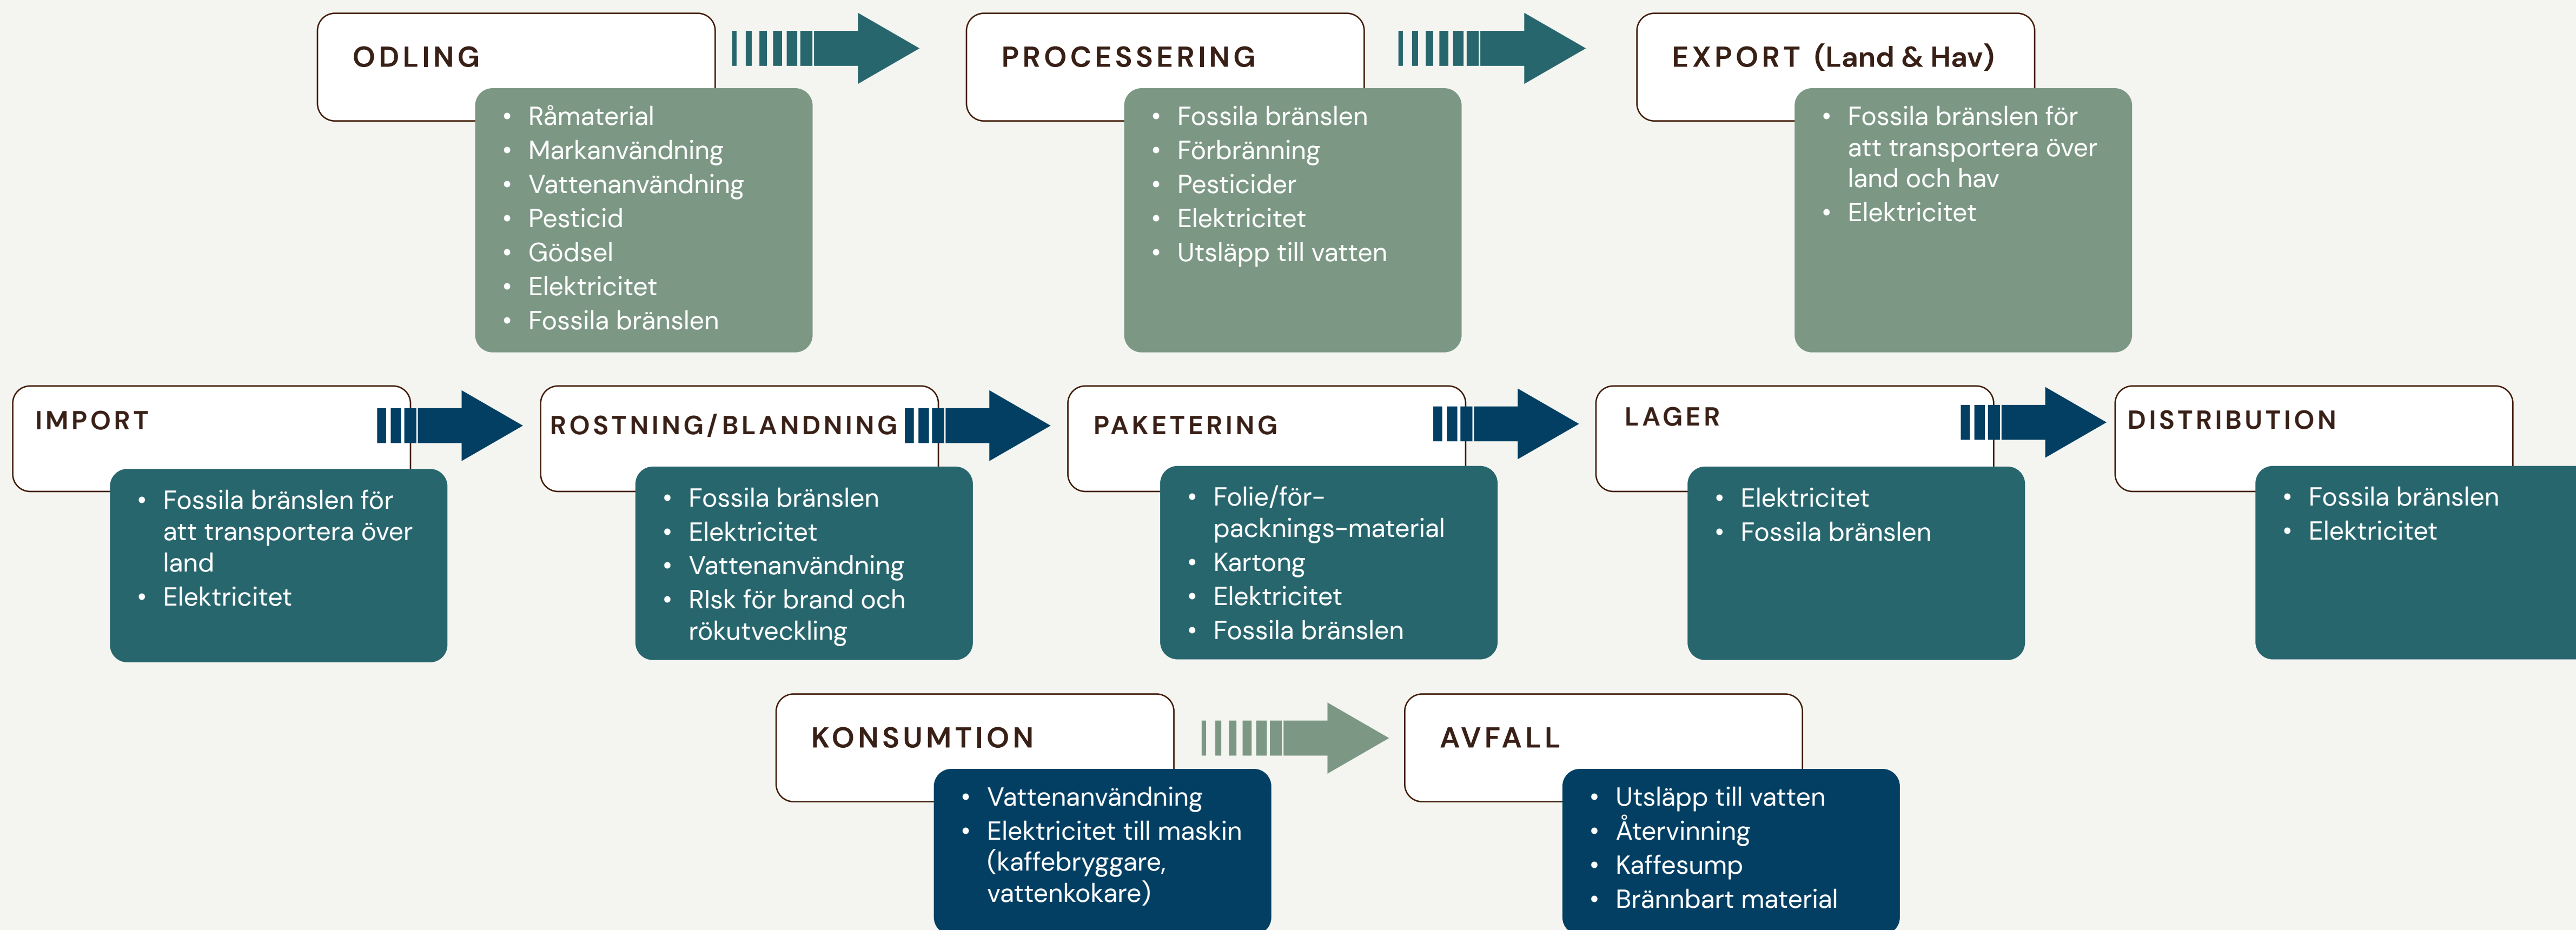 ODLING
• Råmaterial
• Markanvändning
• Vattenanvändning
• Pesticid
• Gödsel
• Elektricitet
• Fossila bränslen
PROCESSERING
• Fossila bränslen
• Förbränning
• Pesticider
• Elektricitet
• Utsläpp till vatten
EXPORT (Land & Hav)
• Fossila bränslen för
att transportera över
land och hav
• Elektricitet
IMPORT
• Fossila bränslen för
att transportera över
land
• Elektricitet
ROSTNING/BLANDNING
• Fossila bränslen
• Elektricitet
• Vattenanvändning
• RIsk för brand och
rökutveckling
PAKETERING
• Folie/för-
packnings-material
• Kartong
• Elektricitet
• Fossila bränslen
LAGER
• Elektricitet
• Fossila bränslen
DISTRIBUTION
• Fossila bränslen
• Elektricitet
KONSUMTION
• Vattenanvändning
• Elektricitet till maskin
(kaffebryggare,
vattenkokare)
AVFALL
• Utsläpp till vatten
• Återvinning
• Kaffesump
• Brännbart material